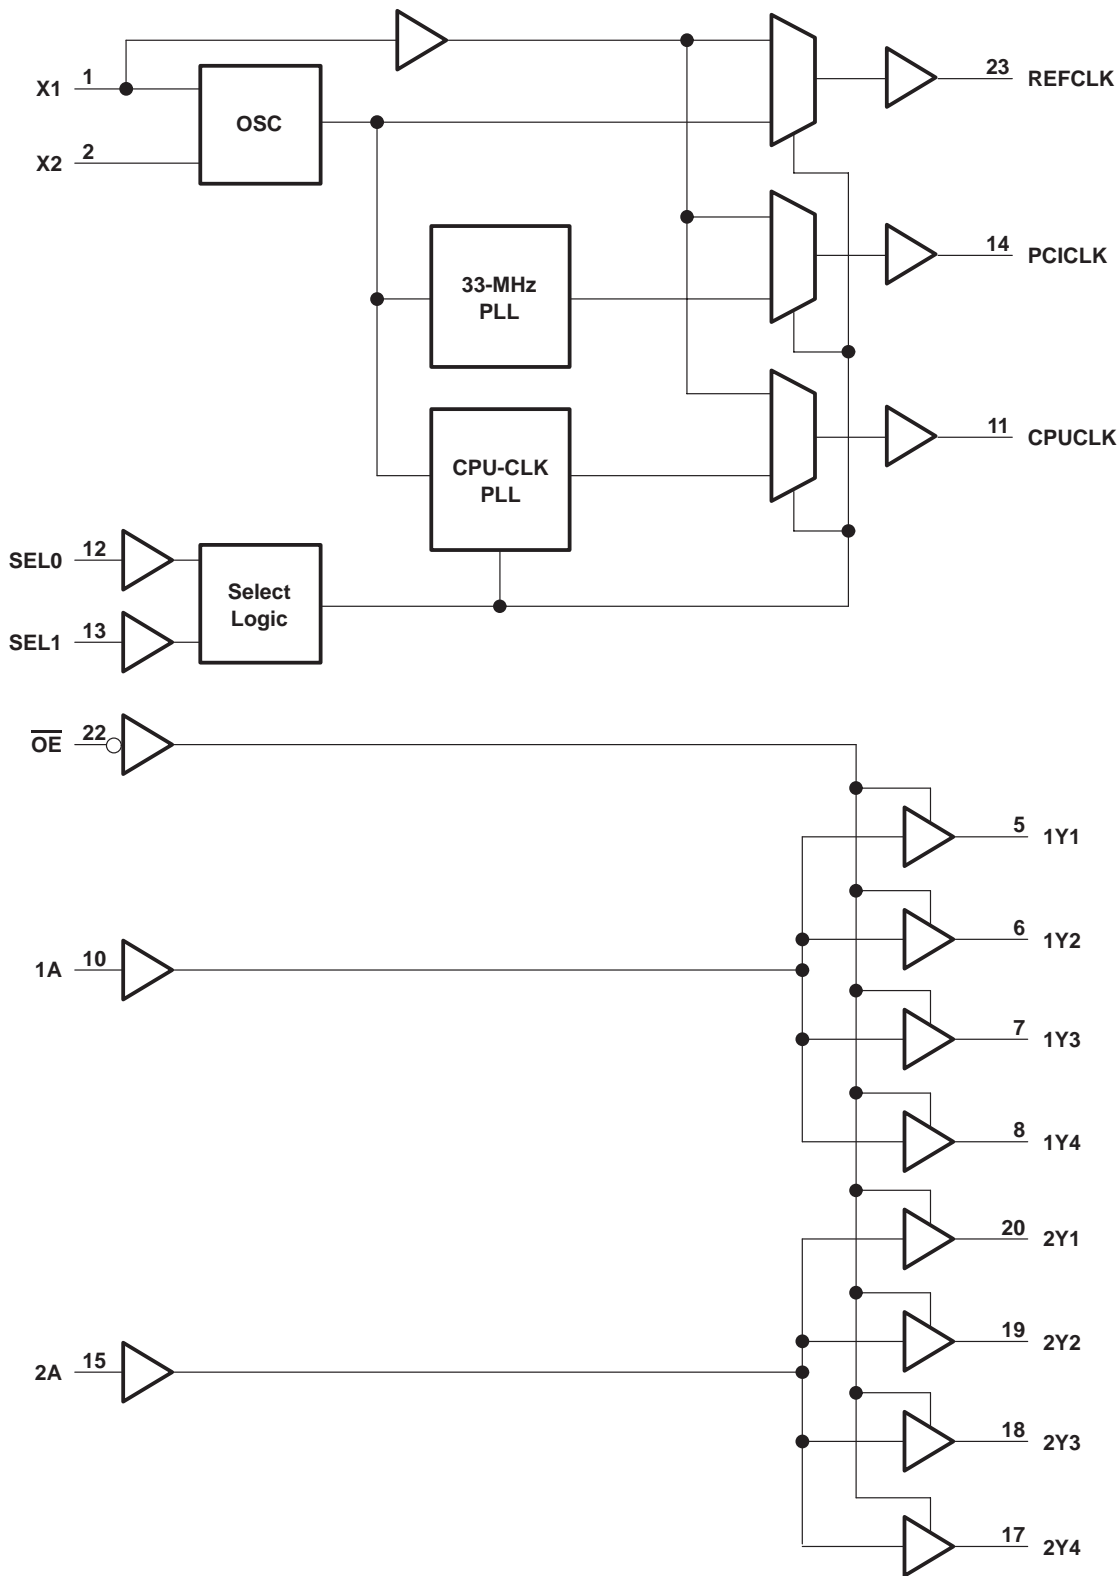 X1
1
X2
2
OSC
23
REFCLK
33-MHz
PLL
14
PCICLK
CPU-CLK
PLL
11
CPUCLK
SEL0
12
SEL1
13
Select
Logic
OE
22
5
1Y1
6
1Y2
1A
10
7
1Y3
8
1Y4
20
2Y1
19
2Y2
2A
15
18
2Y3
17
2Y4